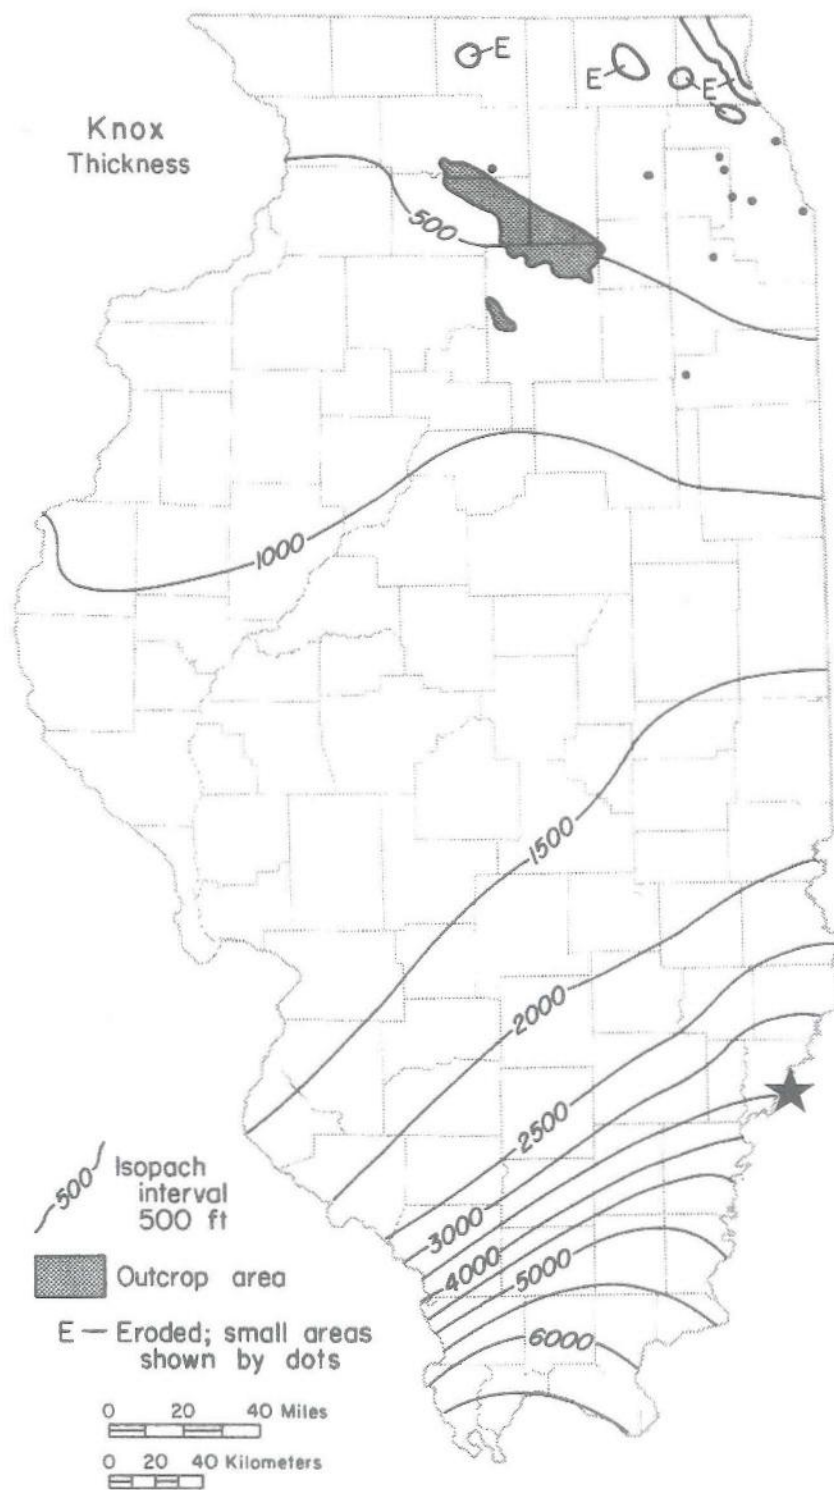 Knox
Thickness
E
E
E
500
1000
1500
2000
2500
3000
4000
5000
6000
500
Isopach
interval
500 ft
Outcrop area
E — Eroded; small areas
shown by dots
0 20 40 Miles
0 20 40 Kilometers